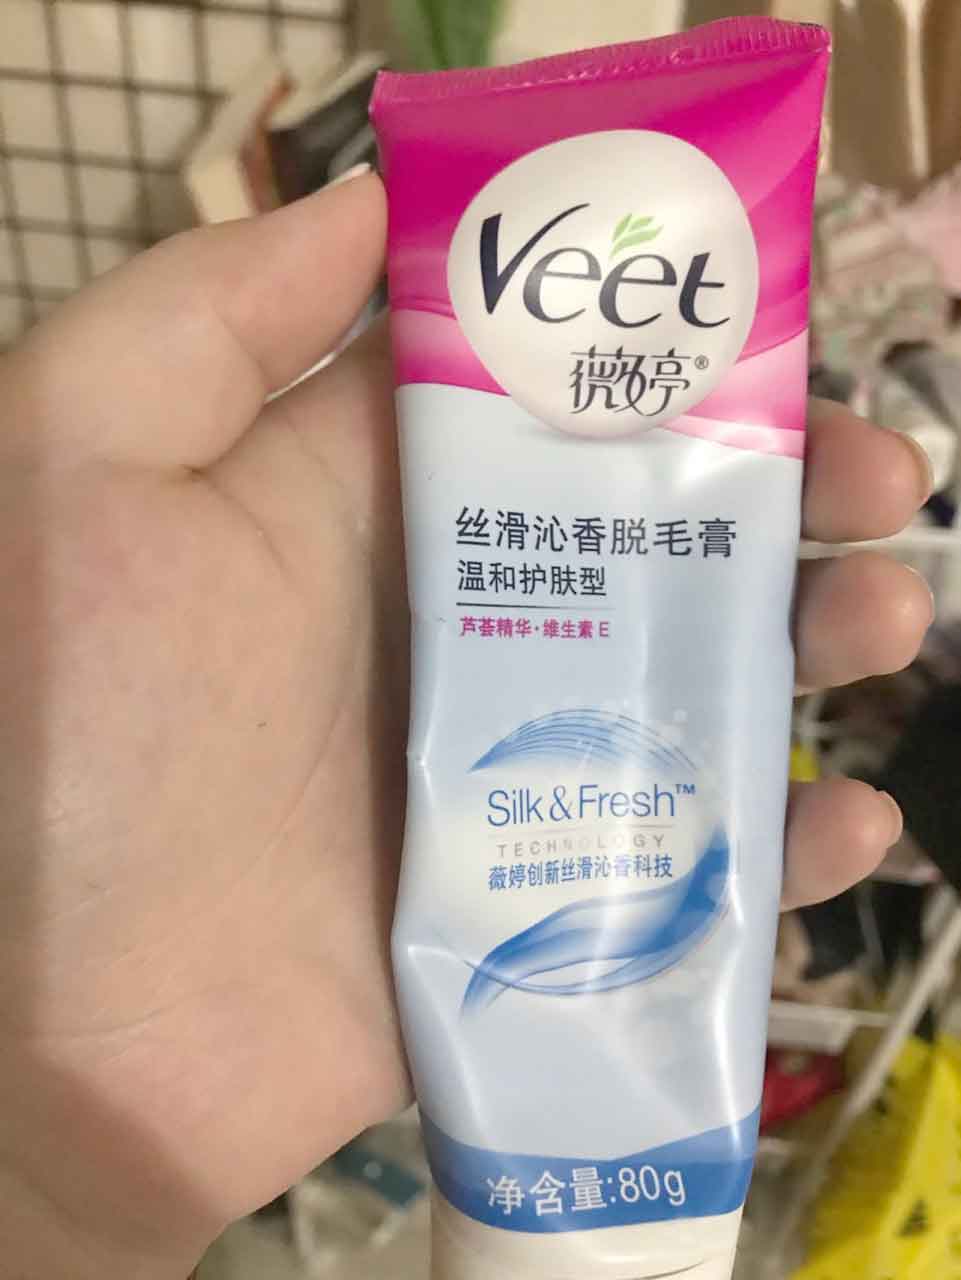 Veet
薇婷®
丝滑沁香脱毛膏
温和护肤型
芦荟精华·维生素 E
Silk & Fresh™
TECHNOLOGY
薇婷创新丝滑沁香科技
净含量:80g